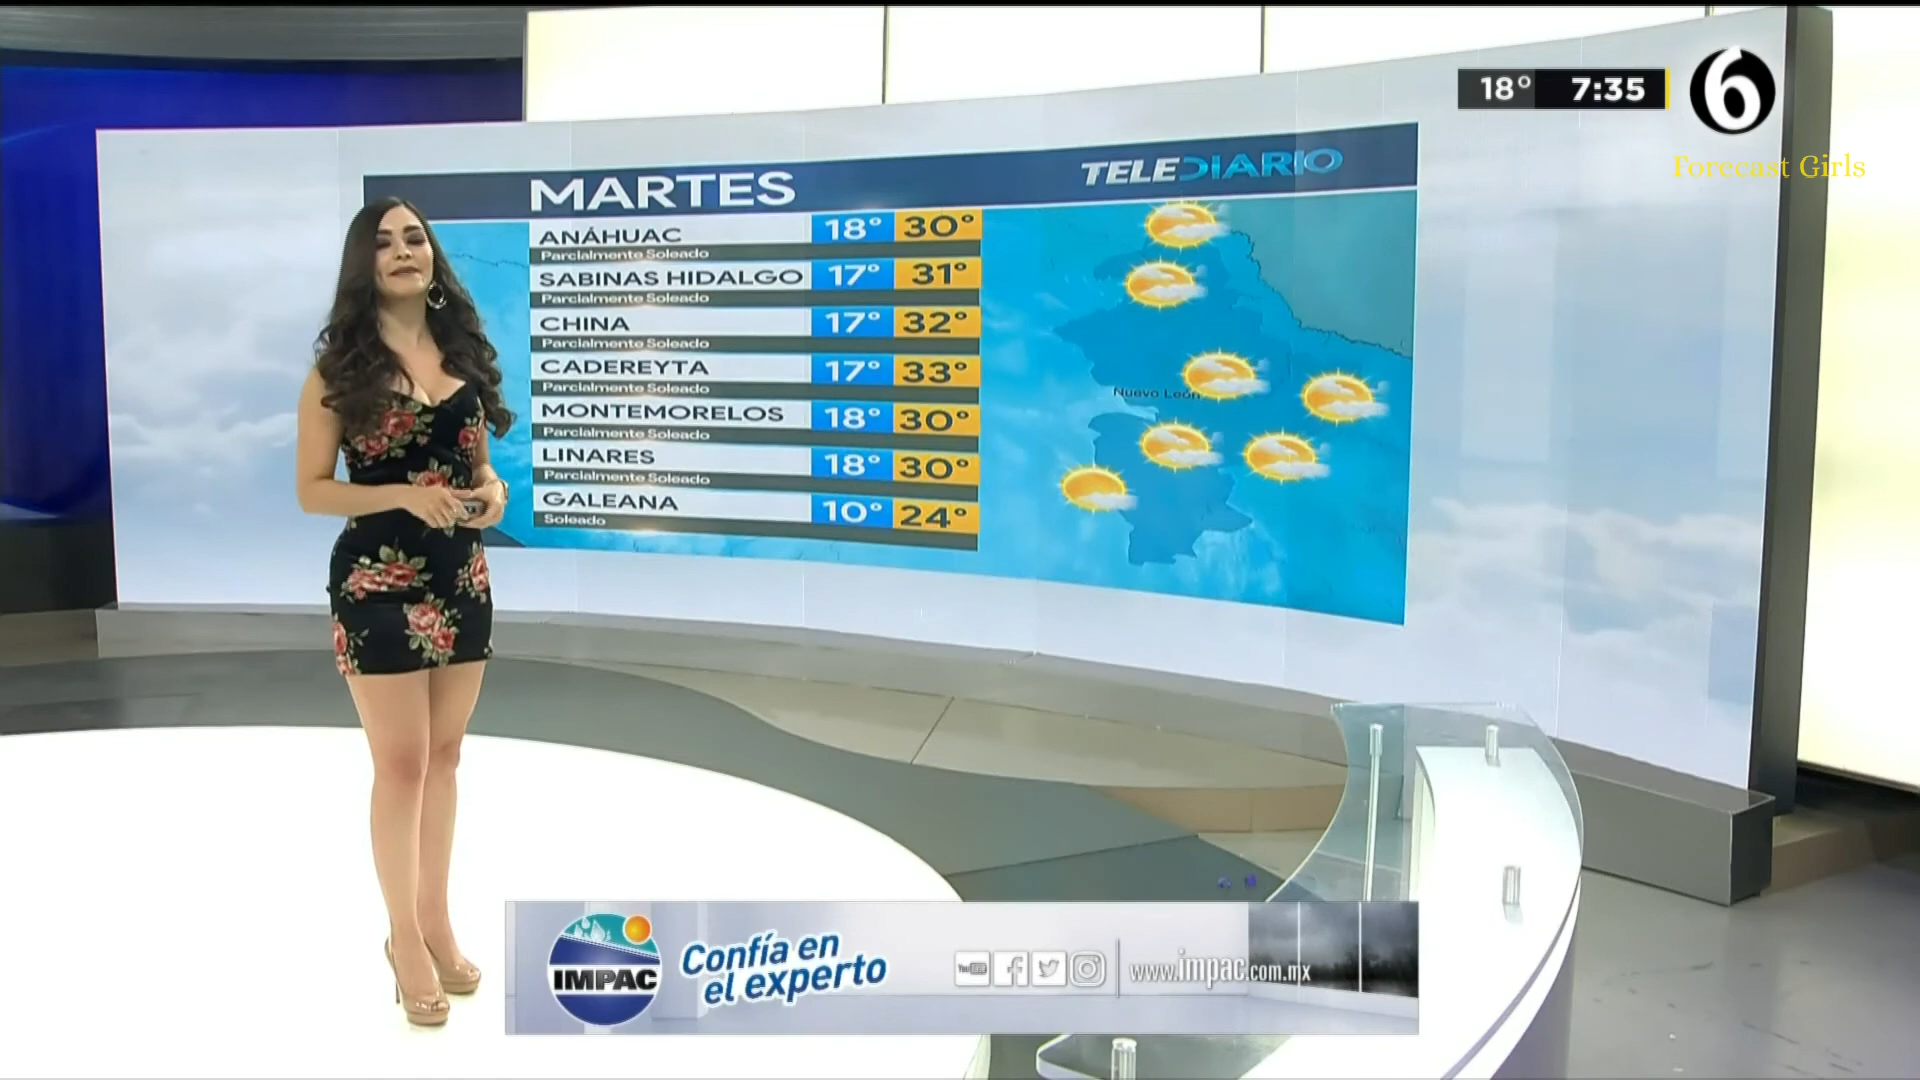 18° 7:35
6
Forecast Girls
MARTES
TELEDIARIO
ANÁHUAC 18° 30°
Parcialmente Soleado
SABINAS HIDALGO 17° 31°
Parcialmente Soleado
CHINA 17° 32°
Parcialmente Soleado
CADEREYTA 17° 33°
Parcialmente Soleado
MONTEMORELOS 18° 30°
Parcialmente Soleado
LINARES 18° 30°
Parcialmente Soleado
GALEANA 10° 24°
Soleado
Nuevo León
IMPAC
Confía en
el experto
www.impac.com.mx